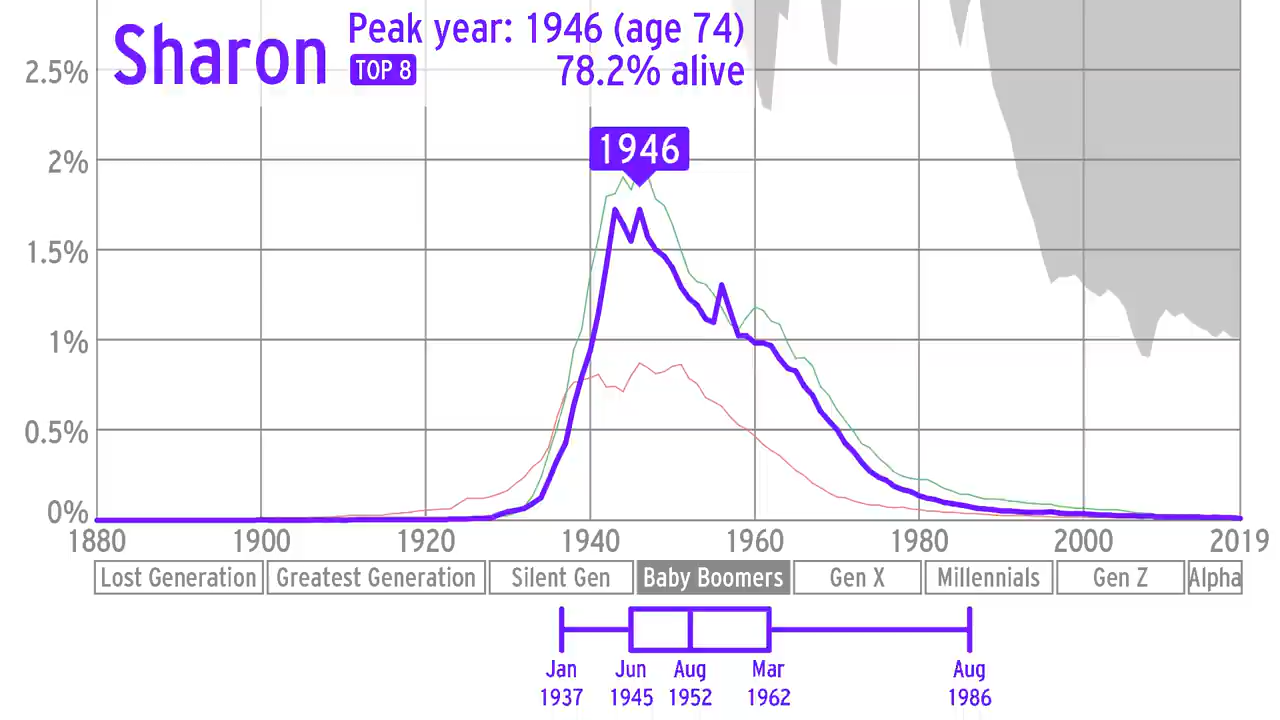 Sharon
Peak year: 1946 (age 74)
TOP 8
78.2% alive
2.5%
1946
2%
1.5%
1%
0.5%
0%
1880 1900 1920 1940 1960 1980 2000 2019
Lost Generation Greatest Generation Silent Gen Baby Boomers Gen X Millennials Gen Z Alpha
Jan Jun Aug Mar Aug
1937 1945 1952 1962 1986